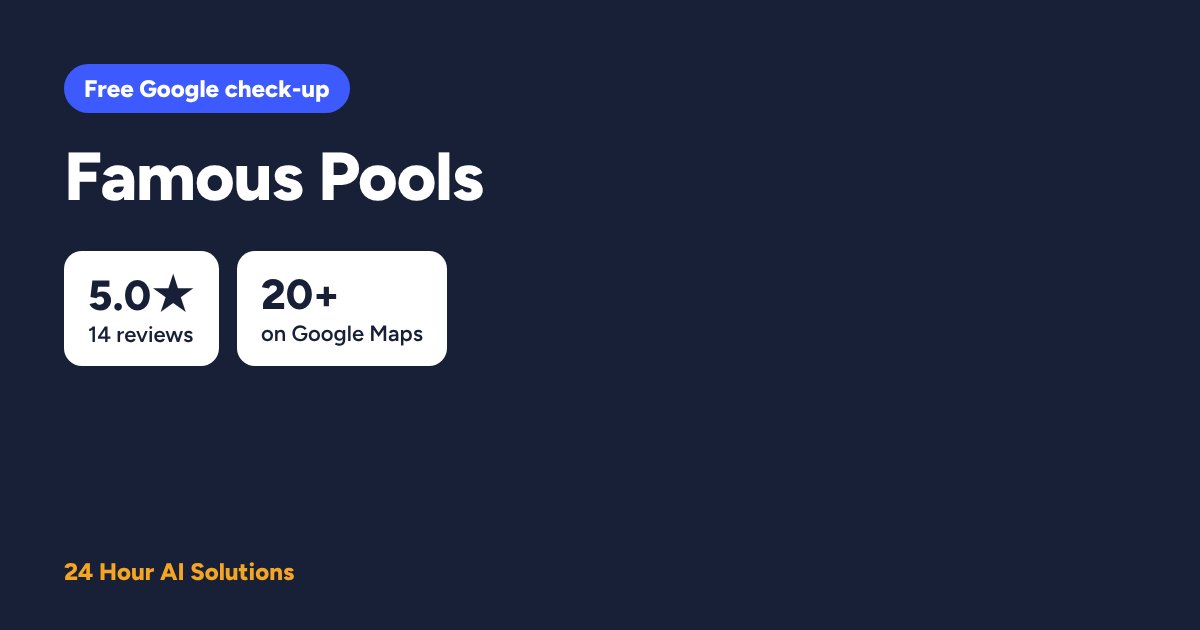 Free Google check-up
Famous Pools
5.0★
14 reviews
20+
on Google Maps
24 Hour AI Solutions